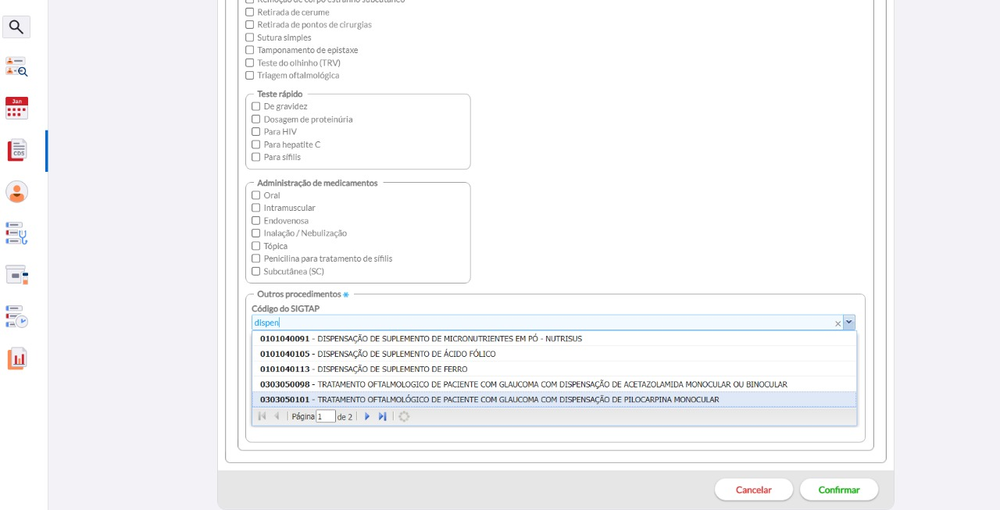 Remoção de corpo estranho subcutâneo
Retirada de cerume
Retirada de pontos de cirurgias
Sutura simples
Tamponamento de epistaxe
Teste do olhinho (TRV)
Triagem oftalmológica
Teste rápido
De gravidez
Dosagem de proteinúria
Para HIV
Para hepatite C
Para sífilis
Administração de medicamentos
Oral
Intramuscular
Endovenosa
Inalação / Nebulização
Tópica
Penicilina para tratamento de sífilis
Subcutânea (SC)
Outros procedimentos *
Código do SIGTAP
dispen
0101040091 - DISPENSAÇÃO DE SUPLEMENTO DE MICRONUTRIENTES EM PÓ - NUTRISUS
0101040105 - DISPENSAÇÃO DE SUPLEMENTO DE ÁCIDO FÓLICO
0101040113 - DISPENSAÇÃO DE SUPLEMENTO DE FERRO
0303050098 - TRATAMENTO OFTALMOLOGICO DE PACIENTE COM GLAUCOMA COM DISPENSAÇÃO DE ACETAZOLAMIDA MONOCULAR OU BINOCULAR
0303050101 - TRATAMENTO OFTALMOLÓGICO DE PACIENTE COM GLAUCOMA COM DISPENSAÇÃO DE PILOCARPINA MONOCULAR
Página 1 de 2
Cancelar
Confirmar
Jan
CDS